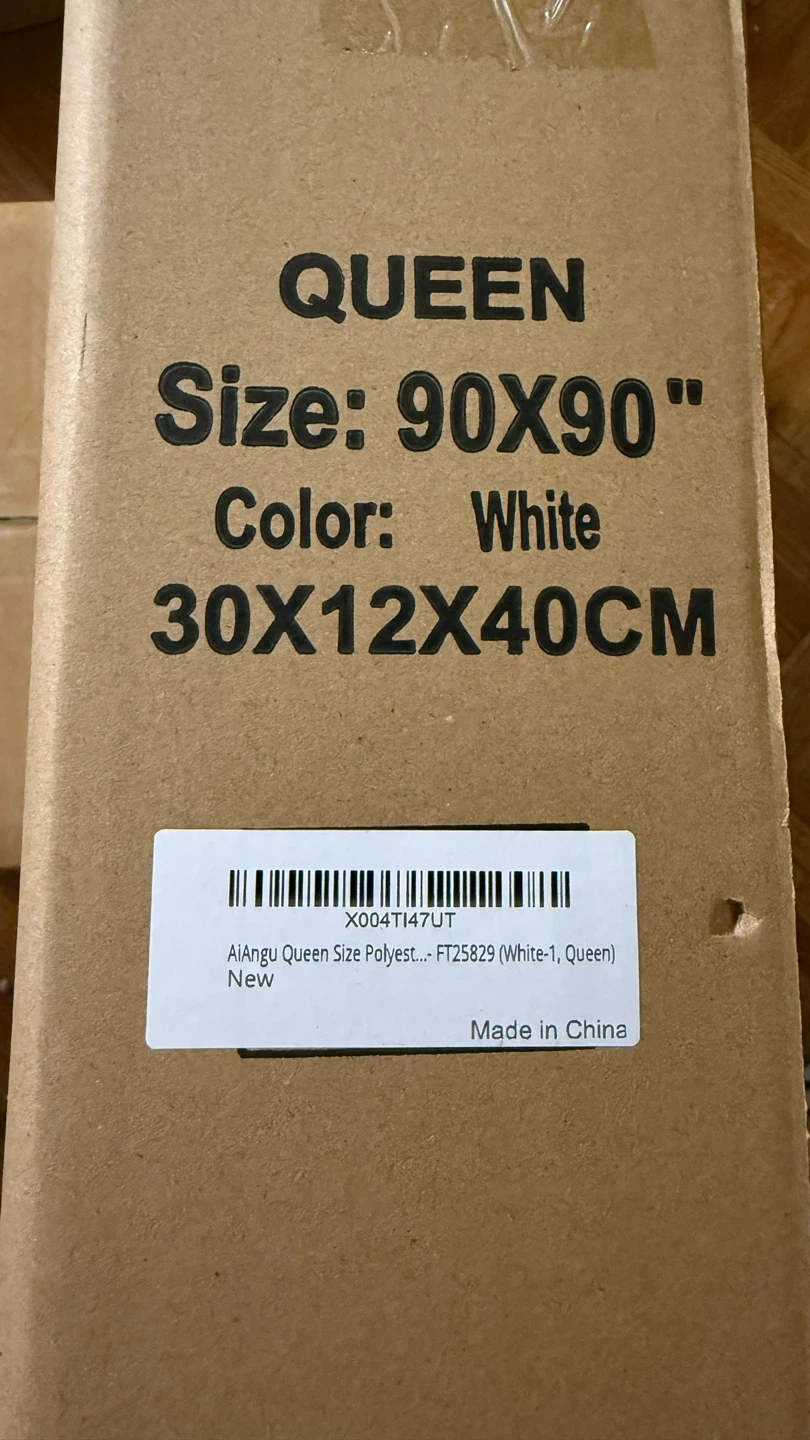 QUEEN
Size: 90X90"
Color: White
30X12X40CM
X004TI47UT
AiAngu Queen Size Polyest...- FT25829 (White-1, Queen)
New
Made in China